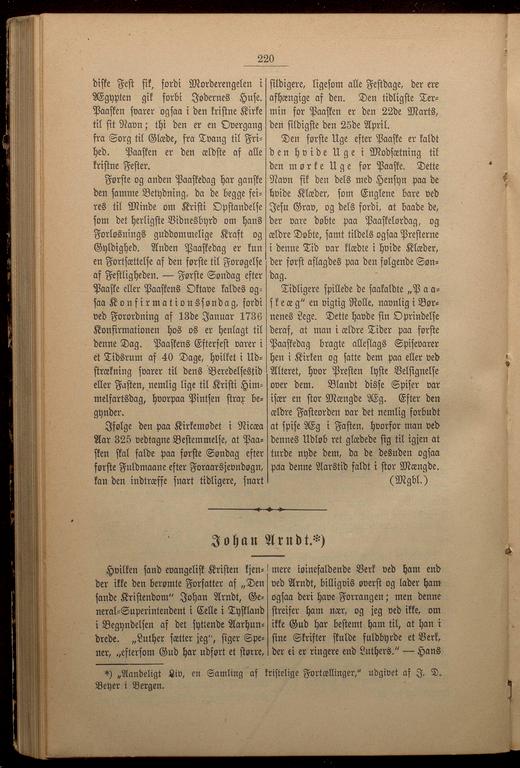 220
diske Fest fik, fordi Morderengelen i
Ægypten gik forbi Jødernes Huse.
Paasken svarer ogsaa i den kristne Kirke
til sit Navn; thi den er en Overgang
fra Sorg til Glæde, fra Tvang til Fri-
hed. Paasken er den ældste af alle
kristne Fester.
Første og anden Paaskedag har ganske
den samme Betydning, da de begge fei-
res til Minde om Kristi Opstandelse
som det herligste Vidnesbyrd om hans
Forløsnings guddommelige Kraft og
Gyldighed. Anden Paaskedag er kun
en Fortsættelse af den første til Forøgelse
af Festligheden. — Første Søndag efter
Paaske eller Paaskens Oktave kaldes og-
saa Konfirmationssøndag, fordi
ved Forordning af 13de Januar 1736
Konfirmationen hos os er henlagt til
denne Dag. Paaskens Efterfest varer i
et Tidsrum af 40 Dage, hvilket i Ud-
strækning svarer til dens Beredelsestid
eller Fasten, nemlig lige til Kristi Him-
melfartsdag, hvorpaa Pintsen strax be-
gynder.
Ifølge den paa Kirkemødet i Nicæa
Aar 325 vedtagne Bestemmelse, at Paa-
sken skal falde paa første Søndag efter
første Fuldmaane efter Foraarsjevndøgn,
kan den indtræffe snart tidligere, snart
sildigere, ligesom alle Festdage, der ere
afhængige af den. Den tidligste Ter-
min for Paasken er den 22de Marts,
den sildigste den 25de April.
Den første Uge efter Paaske er kaldt
den hvide Uge i Modsætning til
den mørke Uge før Paaske. Dette
Navn fik den dels med Hensyn paa de
hvide Klæder, som Englene bare ved
Jesu Grav, og dels fordi, at baade de,
der vare døbte paa Paaskelørdag, og
ældre Døbte, samt tildels ogsaa Presterne
i denne Tid var klædte i hvide Klæder,
der først aflagdes paa den følgende Søn-
dag.
Tidligere spillede de saakaldte „Paa-
skeæg“ en vigtig Rolle, navnlig i Bør-
nenes Lege. Dette havde sin Oprindelse
deraf, at man i ældre Tider paa første
Paaskedag bragte alleslags Spisevarer
hen i Kirken og satte dem paa eller ved
Alteret, hvor Presten lyste Velsignelse
over dem. Blandt disse Spiser var
især en stor Mængde Æg. Efter den
ældre Fasteorden var det nemlig forbudt
at spise Æg i Fasten, hvorfor man ved
dennes Udløb ret glædede sig til igjen at
turde nyde dem, da de desuden ogsaa
paa denne Aarstid faldt i stor Mængde.
(Mgbl.)
Johan Arndt.*)
Hvilken sand evangelisk Kristen kjen-
der ikke den berømte Forfatter af „Den
sande Kristendom“ Johan Arndt, Ge-
neral-Superintendent i Celle i Tyskland
i Begyndelsen af det syttende Aarhun-
drede. „Luther sætter jeg“, siger Spe-
ner, „eftersom Gud har udført et større,
mere iøinefaldende Verk ved ham end
ved Arndt, billigvis øverst og lader ham
ogsaa deri have Forrangen; men denne
streifer ham nær, og jeg ved ikke, om
ikke Gud har bestemt ham til, at han i
sine Skrifter skulde fuldbyrde et Verk,
der ei er ringere end Luthers.“ — Hans
*) „Aandeligt Liv, en Samling af kristelige Fortællinger,“ udgivet af J. D.
Beyer i Bergen.